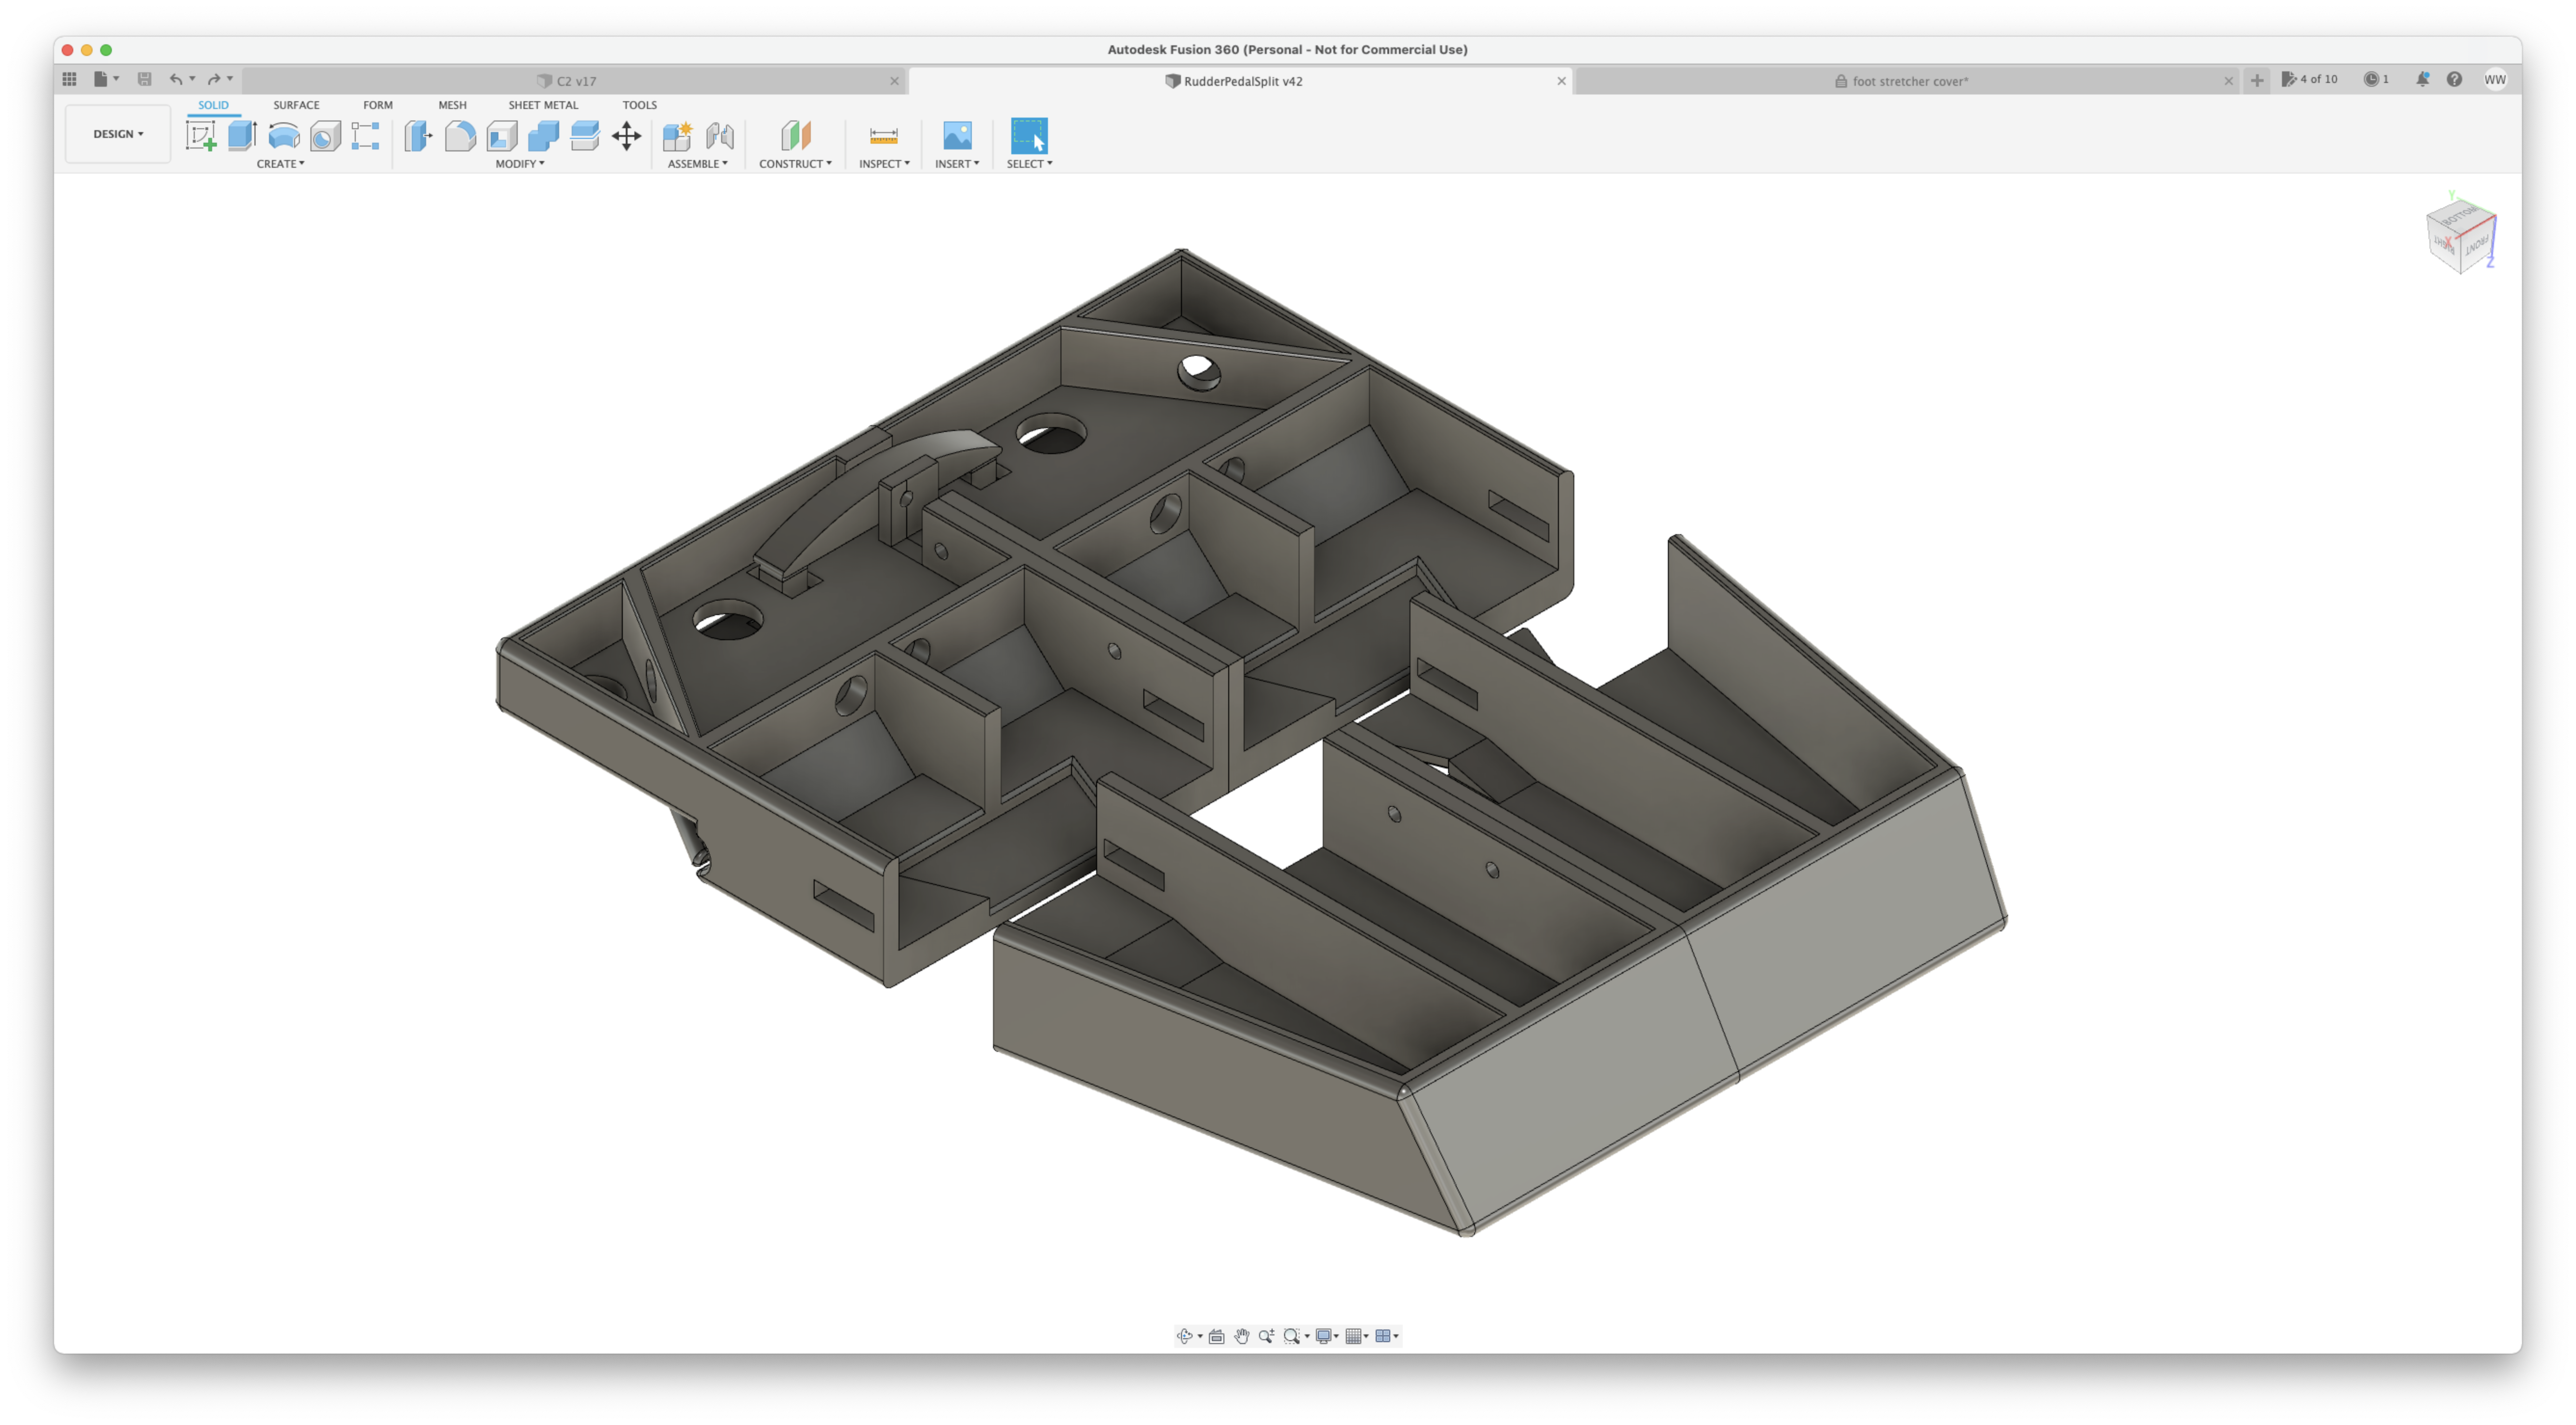 Autodesk Fusion 360 (Personal - Not for Commercial Use)
C2 v17
RudderPedalSplit v42
foot stretcher cover*
4 of 10
1
WW
DESIGN
SOLID
SURFACE
FORM
MESH
SHEET METAL
TOOLS
CREATE
MODIFY
ASSEMBLE
CONSTRUCT
INSPECT
INSERT
SELECT
Y
BOTTOM
RIGHT
X
FRONT
Z